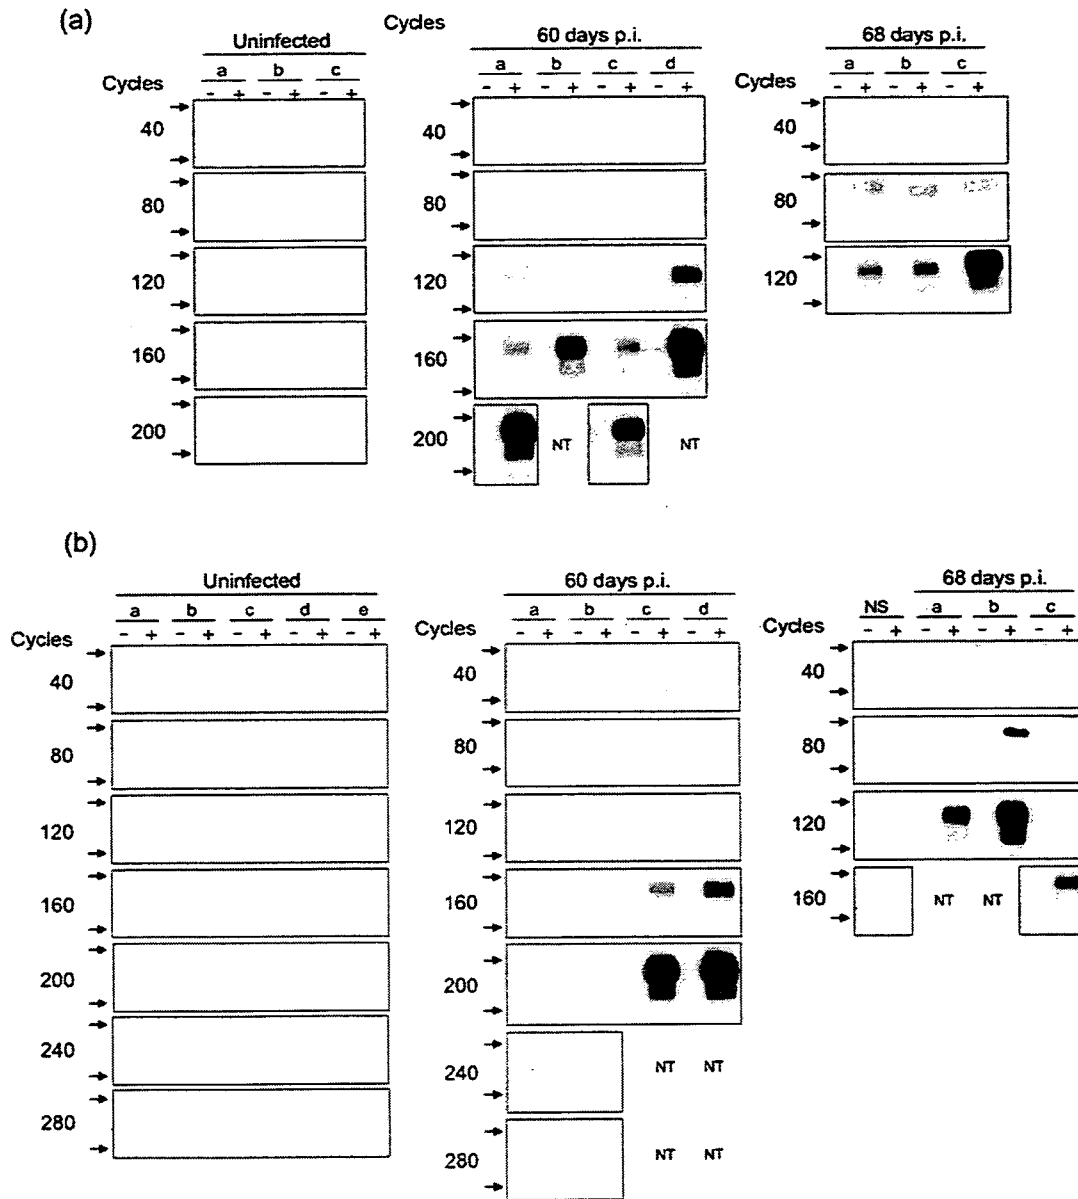 (a)
Uninfected
a b c
Cycles - + - + - +
40
80
120
160
200
Cycles
60 days p.i.
a b c d
- + - + - + - +
40
80
120
160
200 NT NT
68 days p.i.
a b c
Cycles - + - + - +
40
80
120
(b)
Uninfected
a b c d e
Cycles - + - + - + - + - +
40
80
120
160
200
240
280
60 days p.i.
a b c d
Cycles - + - + - + - +
40
80
120
160
200
240 NT NT
280 NT NT
68 days p.i.
NS a b c
Cycles - + - + - + - +
40
80
120
160 NT NT